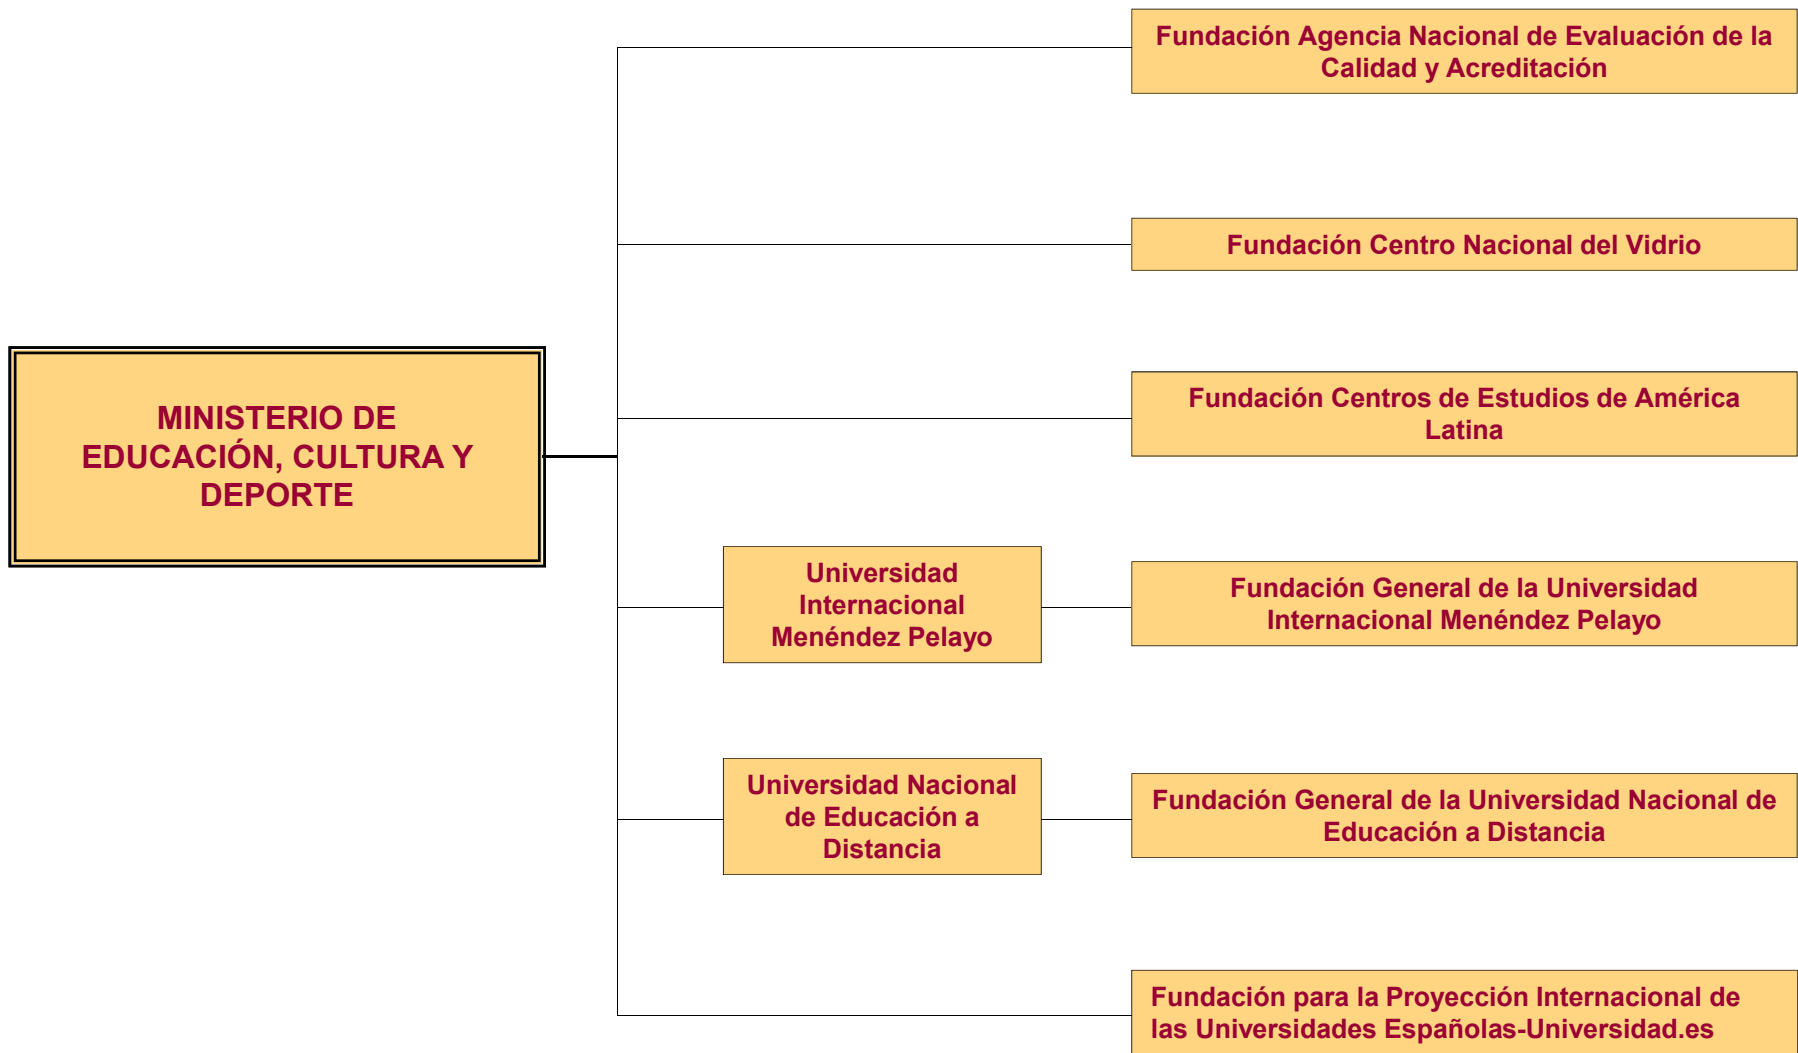 Fundación Agencia Nacional de Evaluación de la
Calidad y Acreditación
Fundación Centro Nacional del Vidrio
MINISTERIO DE
EDUCACIÓN, CULTURA Y
DEPORTE
Fundación Centros de Estudios de América
Latina
Universidad
Internacional
Menéndez Pelayo
Fundación General de la Universidad
Internacional Menéndez Pelayo
Universidad Nacional
de Educación a
Distancia
Fundación General de la Universidad Nacional de
Educación a Distancia
Fundación para la Proyección Internacional de
las Universidades Españolas-Universidad.es